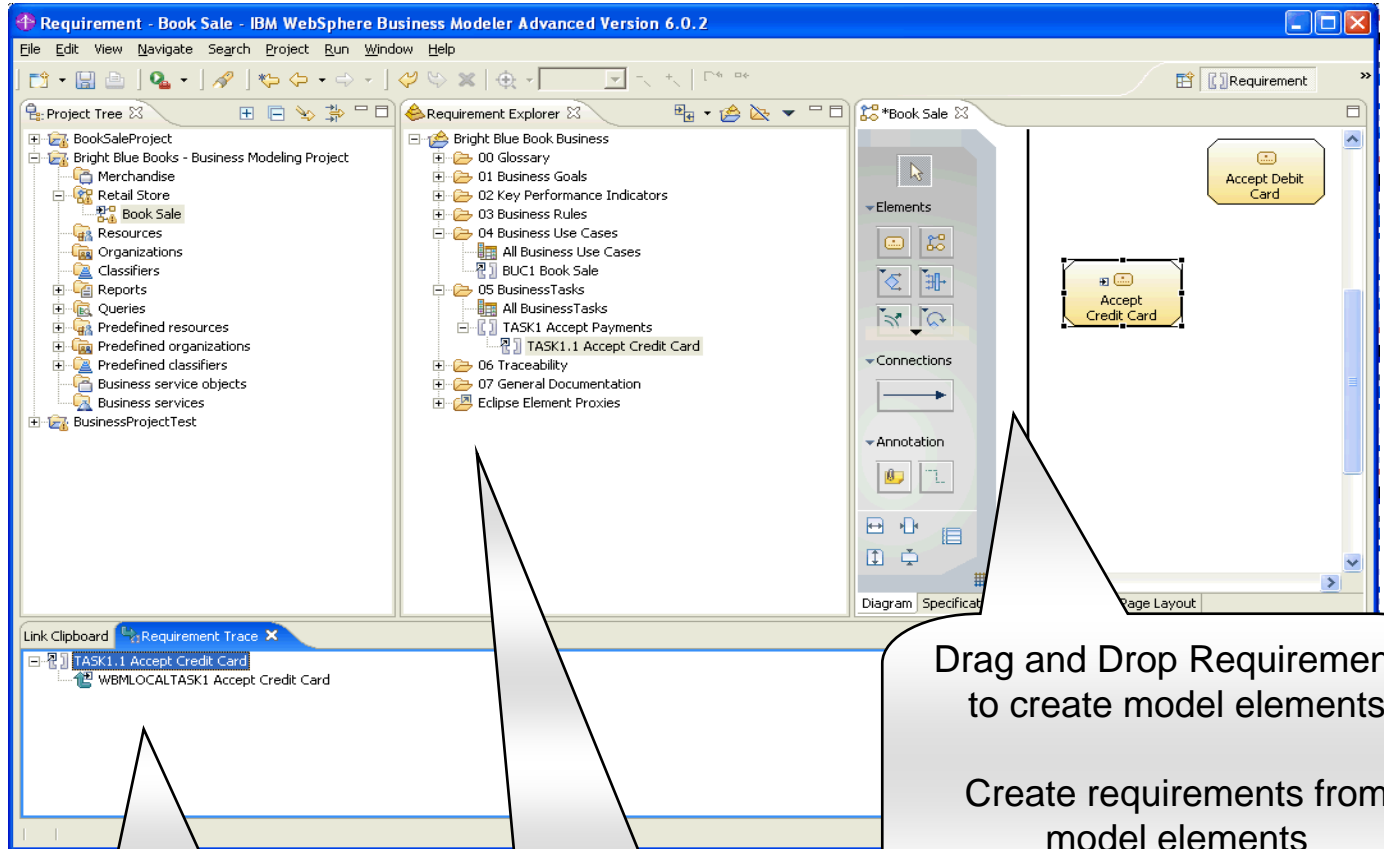 Requirement - Book Sale - IBM WebSphere Business Modeler Advanced Version 6.0.2
File Edit View Navigate Search Project Run Window Help
Requirement
Project Tree
BookSaleProject
Bright Blue Books - Business Modeling Project
Merchandise
Retail Store
Book Sale
Resources
Organizations
Classifiers
Reports
Queries
Predefined resources
Predefined organizations
Predefined classifiers
Business service objects
Business services
BusinessProjectTest
Requirement Explorer
Bright Blue Book Business
00 Glossary
01 Business Goals
02 Key Performance Indicators
03 Business Rules
04 Business Use Cases
All Business Use Cases
BUC1 Book Sale
05 BusinessTasks
All BusinessTasks
TASK1 Accept Payments
TASK1.1 Accept Credit Card
06 Traceability
07 General Documentation
Eclipse Element Proxies
*Book Sale
Elements
Connections
Annotation
Accept Debit
Card
Accept
Credit Card
Diagram Specificat Page Layout
Link Clipboard Requirement Trace
TASK1.1 Accept Credit Card
WBMLOCALTASK1 Accept Credit Card
Drag and Drop Requiremen
to create model elements
Create requirements from
model elements